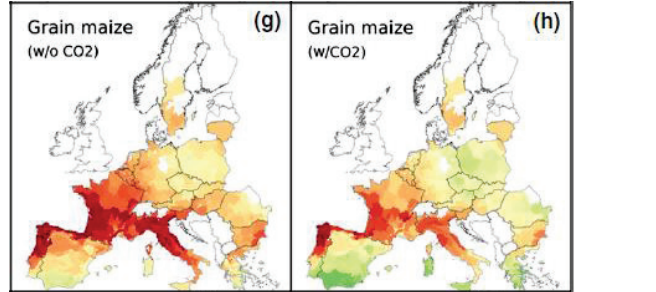 Grain maize (g)
(w/o CO2)
Grain maize (h)
(w/CO2)